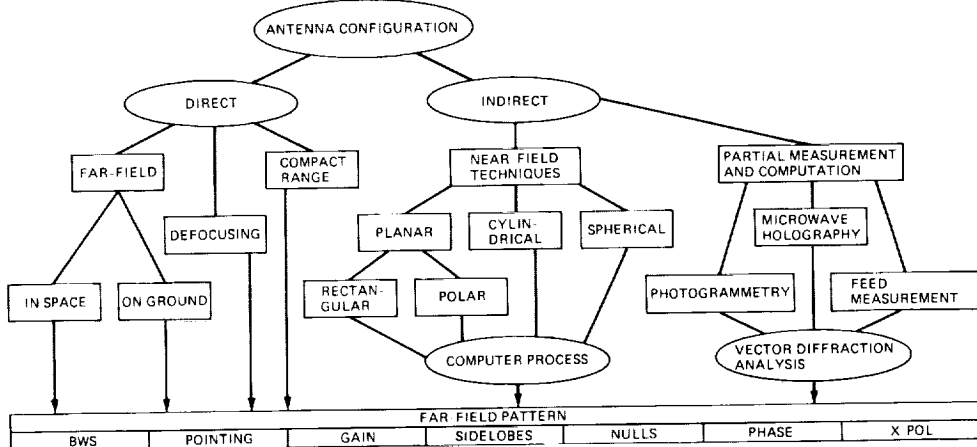 ANTENNA CONFIGURATION
DIRECT
INDIRECT
FAR-FIELD
COMPACT
RANGE
NEAR FIELD
TECHNIQUES
PARTIAL MEASUREMENT
AND COMPUTATION
DEFOCUSING
PLANAR
CYLIN-
DRICAL
SPHERICAL
MICROWAVE
HOLOGRAPHY
IN SPACE
ON GROUND
RECTAN-
GULAR
POLAR
PHOTOGRAMMETRY
FEED
MEASUREMENT
COMPUTER PROCESS
VECTOR DIFFRACTION
ANALYSIS
FAR-FIELD PATTERN
BWS
POINTING
GAIN
SIDELOBES
NULLS
PHASE
X POL